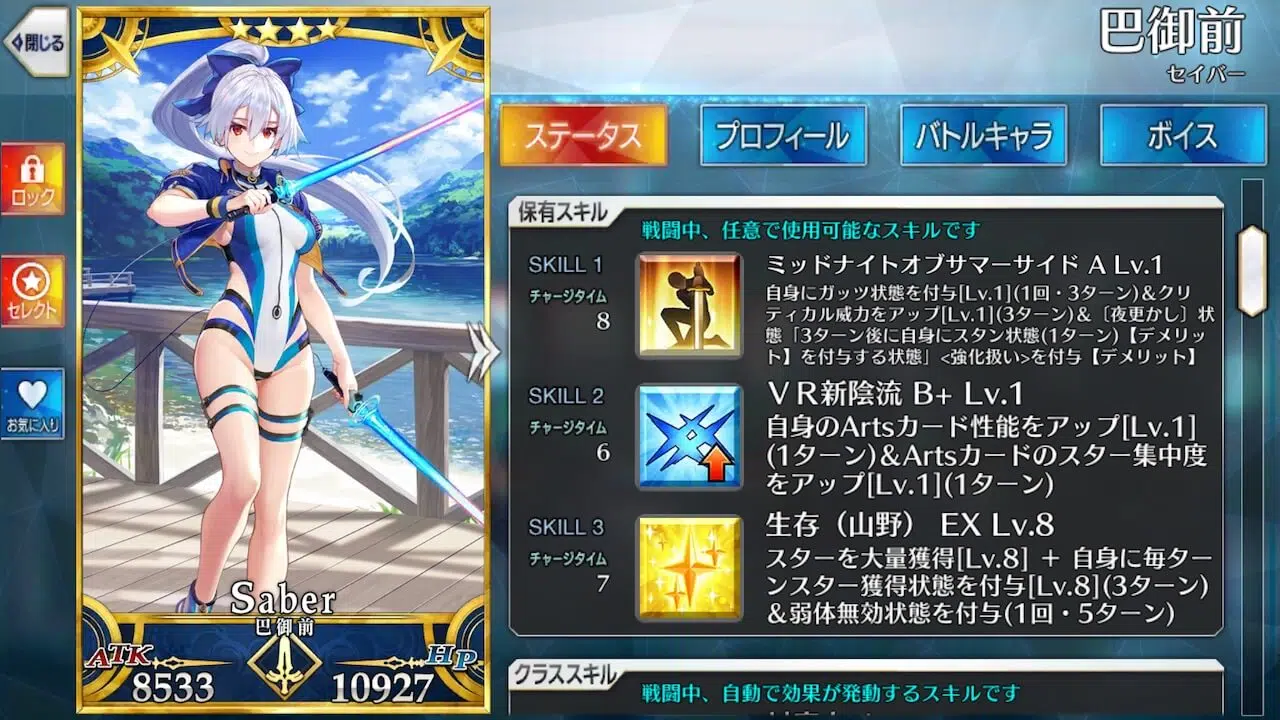 閉じる
ロック
セレクト
お気に入り
Saber
巴御前
ATK
8533
HP
10927
巴御前
セイバー
ステータス
プロフィール
バトルキャラ
ボイス
保有スキル
戦闘中、任意で使用可能なスキルです
SKILL 1
チャージタイム
8
ミッドナイトオブサマーサイド A Lv.1
自身にガッツ状態を付与[Lv.1](1回・3ターン)&クリ
ティカル威力をアップ[Lv.1](3ターン)&〔夜更かし〕状
態「3ターン後に自身にスタン状態(1ターン)【デメリッ
ト】を付与する状態」<強化扱い>を付与【デメリット】
SKILL 2
チャージタイム
6
VR新陰流 B+ Lv.1
自身のArtsカード性能をアップ[Lv.1]
(1ターン)&Artsカードのスター集中度
をアップ[Lv.1](1ターン)
SKILL 3
チャージタイム
7
生存（山野） EX Lv.8
スターを大量獲得[Lv.8] + 自身に毎ター
ンスター獲得状態を付与[Lv.8](3ターン)
&弱体無効状態を付与(1回・5ターン)
クラススキル
戦闘中、自動で効果が発動するスキルです